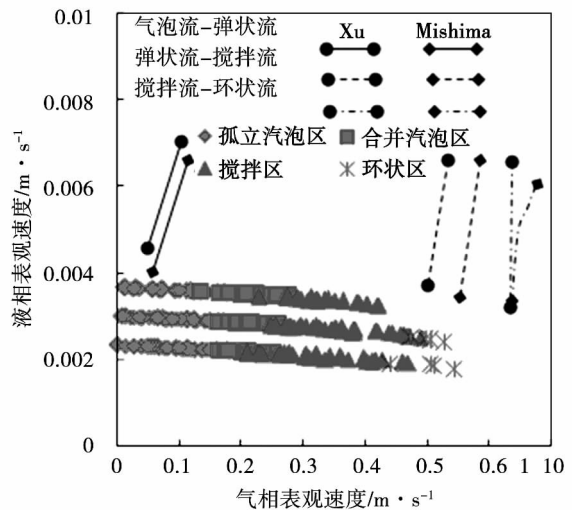 0.01
0.008
0.006
0.004
0.002
0
液相表观速度/m·s⁻¹
气泡流-弹状流
弹状流-搅拌流
搅拌流-环状流
Xu
Mishima
孤立汽泡区
合并汽泡区
搅拌区
环状区
0 0.1 0.2 0.3 0.4 0.5 0.6 1 10
气相表观速度/m·s⁻¹